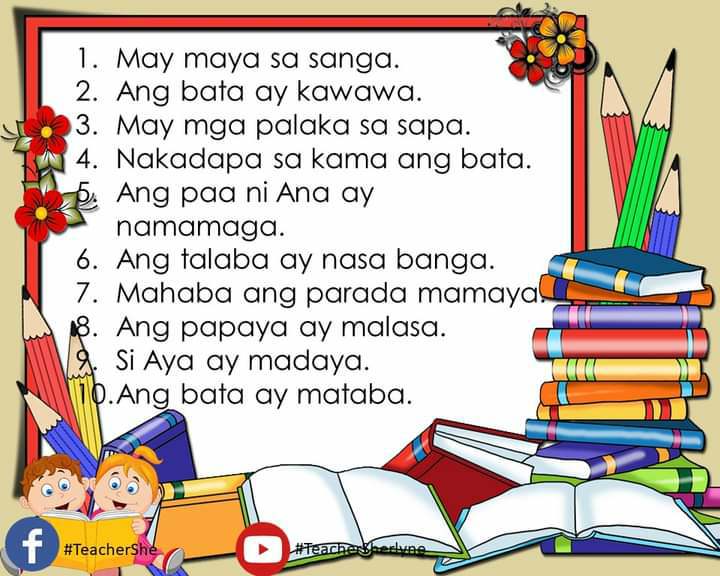 1. May maya sa sanga.
2. Ang bata ay kawawa.
3. May mga palaka sa sapa.
4. Nakadapa sa kama ang bata.
5. Ang paa ni Ana ay
namamaga.
6. Ang talaba ay nasa banga.
7. Mahaba ang parada mamaya.
8. Ang papaya ay malasa.
9. Si Aya ay madaya.
10. Ang bata ay mataba.
f #TeacherShe #TeacherSherlyne